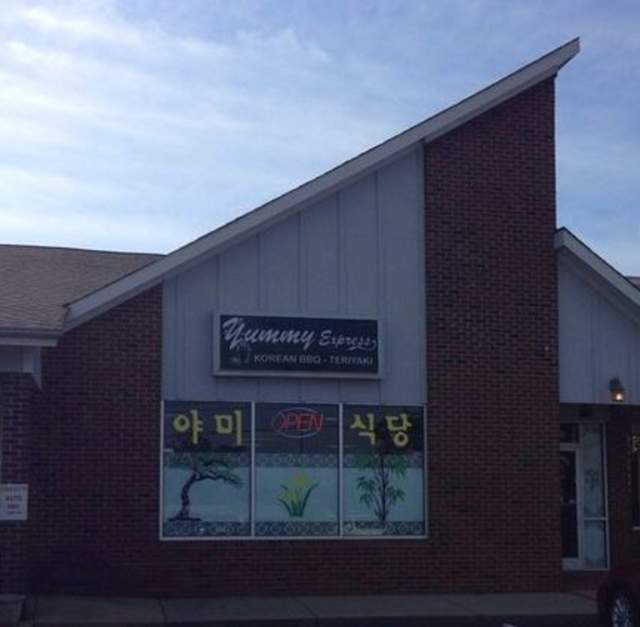 Yummy Express
KOREAN BBQ - TERIYAKI
야미 OPEN 식당